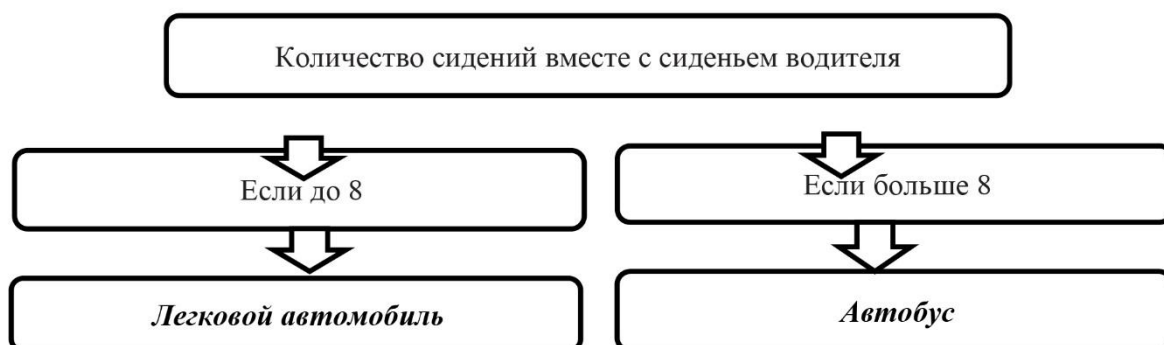 Количество сидений вместе с сиденьем водителя
Если до 8
Если больше 8
Легковой автомобиль
Автобус